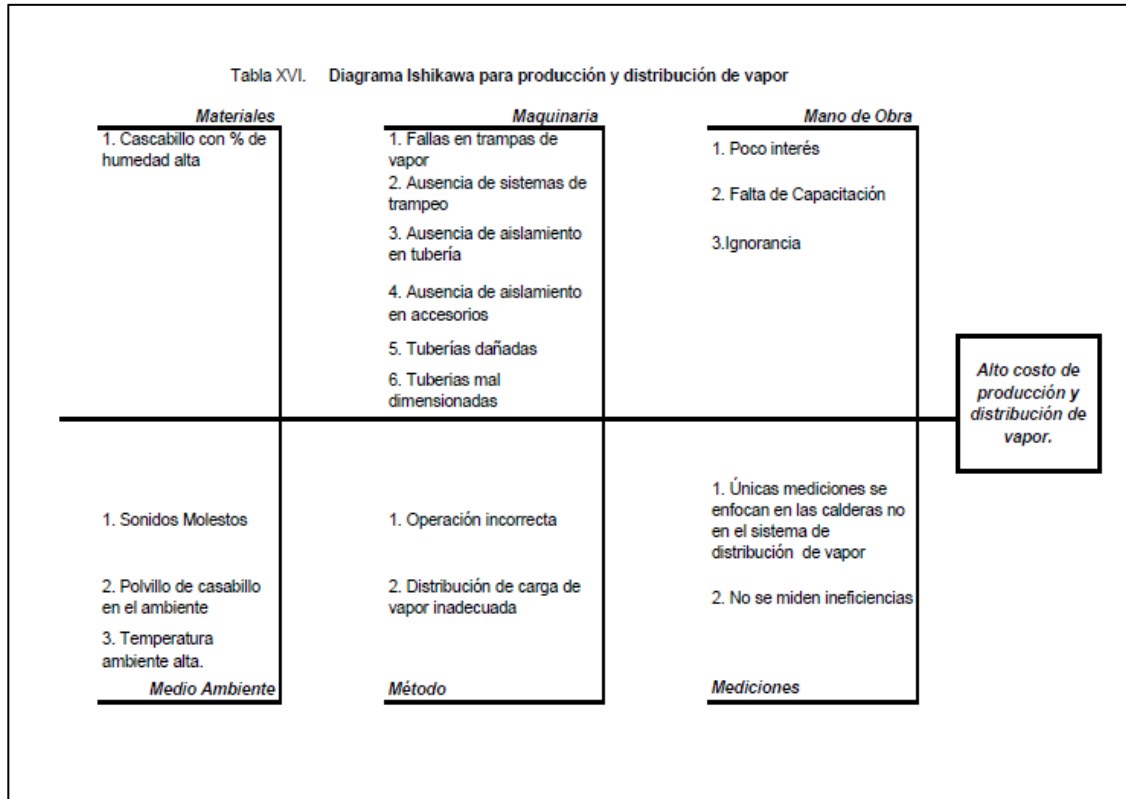 Tabla XVI. Diagrama Ishikawa para producción y distribución de vapor
Materiales
1. Cascabillo con % de
humedad alta
Maquinaria
1. Fallas en trampas de
vapor
2. Ausencia de sistemas de
trampeo
3. Ausencia de aislamiento
en tubería
4. Ausencia de aislamiento
en accesorios
5. Tuberías dañadas
6. Tuberias mal
dimensionadas
Mano de Obra
1. Poco interés
2. Falta de Capacitación
3.Ignorancia
Alto costo de
producción y
distribución de
vapor.
1. Sonidos Molestos
2. Polvillo de casabillo
en el ambiente
3. Temperatura
ambiente alta.
Medio Ambiente
1. Operación incorrecta
2. Distribución de carga de
vapor inadecuada
Método
1. Únicas mediciones se
enfocan en las calderas no
en el sistema de
distribución de vapor
2. No se miden ineficiencias
Mediciones